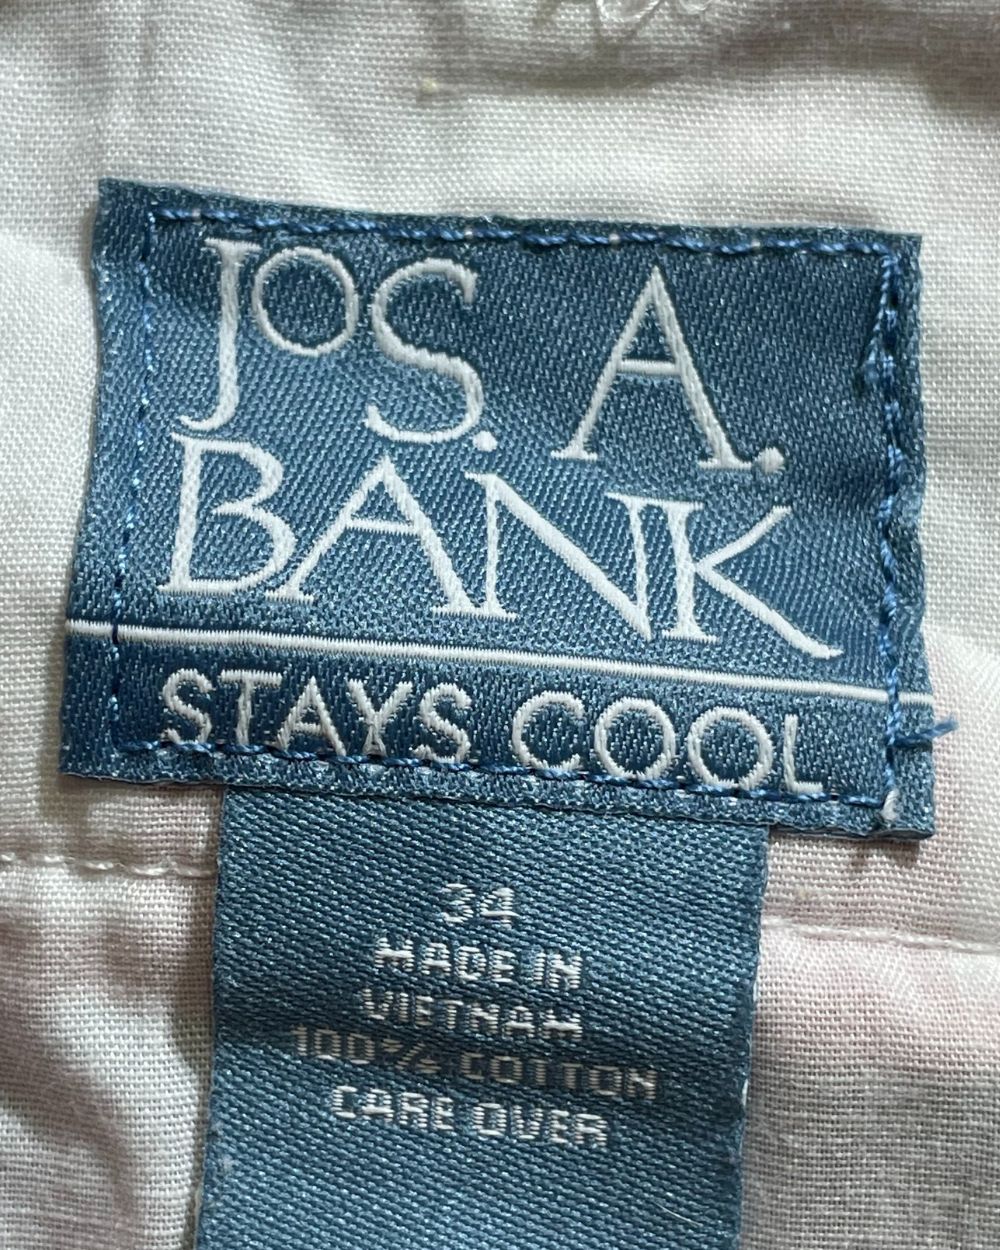 JOS. A.
BANK
STAYS COOL
34
MADE IN
VIETNAM
100% COTTON
CARE OVER